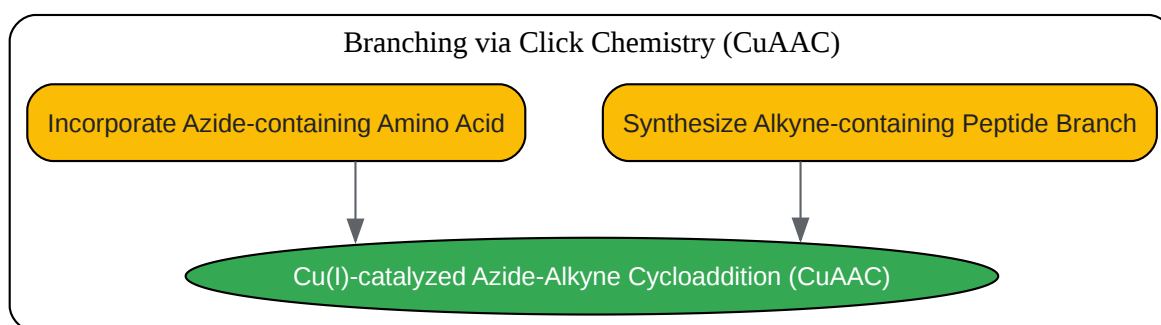 Branching via Click Chemistry (CuAAC)
Incorporate Azide-containing Amino Acid
Synthesize Alkyne-containing Peptide Branch
Cu(I)-catalyzed Azide-Alkyne Cycloaddition (CuAAC)